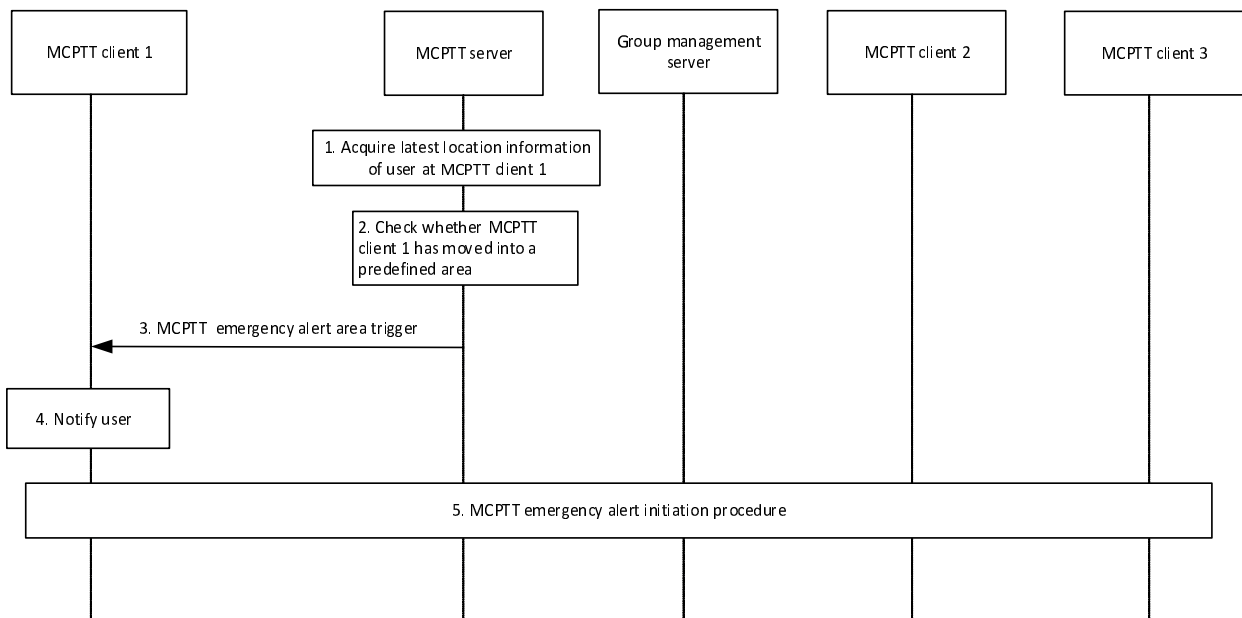 MCPTT client 1
MCPTT server
Group management
server
MCPTT client 2
MCPTT client 3
1. Acquire latest location information
of user at MCPTT client 1
2. Check whether MCPTT
client 1 has moved into a
predefined area
3. MCPTT emergency alert area trigger
4. Notify user
5. MCPTT emergency alert initiation procedure